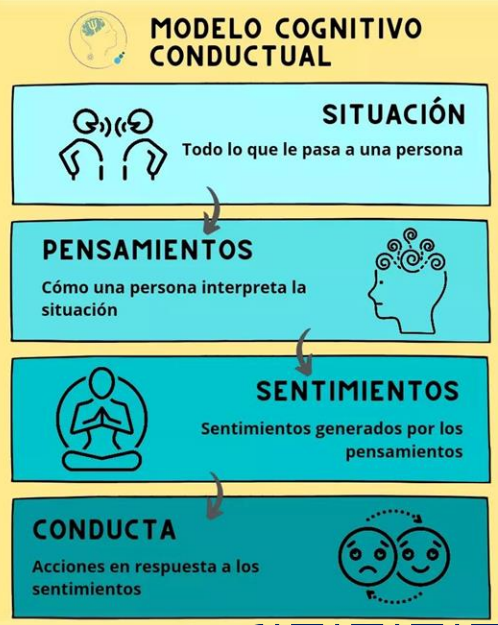 MODELO COGNITIVO
CONDUCTUAL
SITUACIÓN
Todo lo que le pasa a una persona
PENSAMIENTOS
Cómo una persona interpreta la
situación
SENTIMIENTOS
Sentimientos generados por los
pensamientos
CONDUCTA
Acciones en respuesta a los
sentimientos